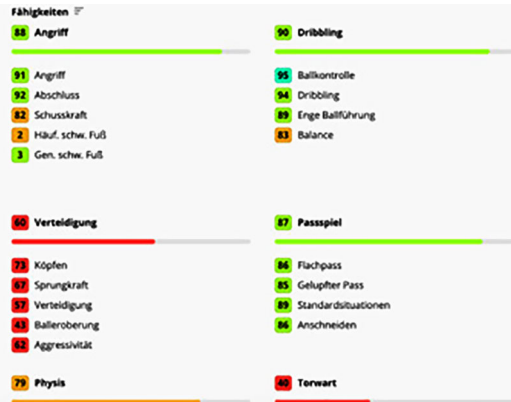 Fähigkeiten
88 Angriff
91 Angriff
92 Abschluss
82 Schusskraft
2 Häuf. schw. Fuß
3 Gen. schw. Fuß
90 Dribbling
95 Ballkontrolle
94 Dribbling
89 Enge Ballführung
83 Balance
60 Verteidigung
73 Köpfen
67 Sprungkraft
57 Verteidigung
43 Balleroberung
62 Aggressivität
87 Passspiel
86 Flachpass
85 Gelupfter Pass
89 Standardsituationen
86 Anschneiden
79 Physis
40 Torwart